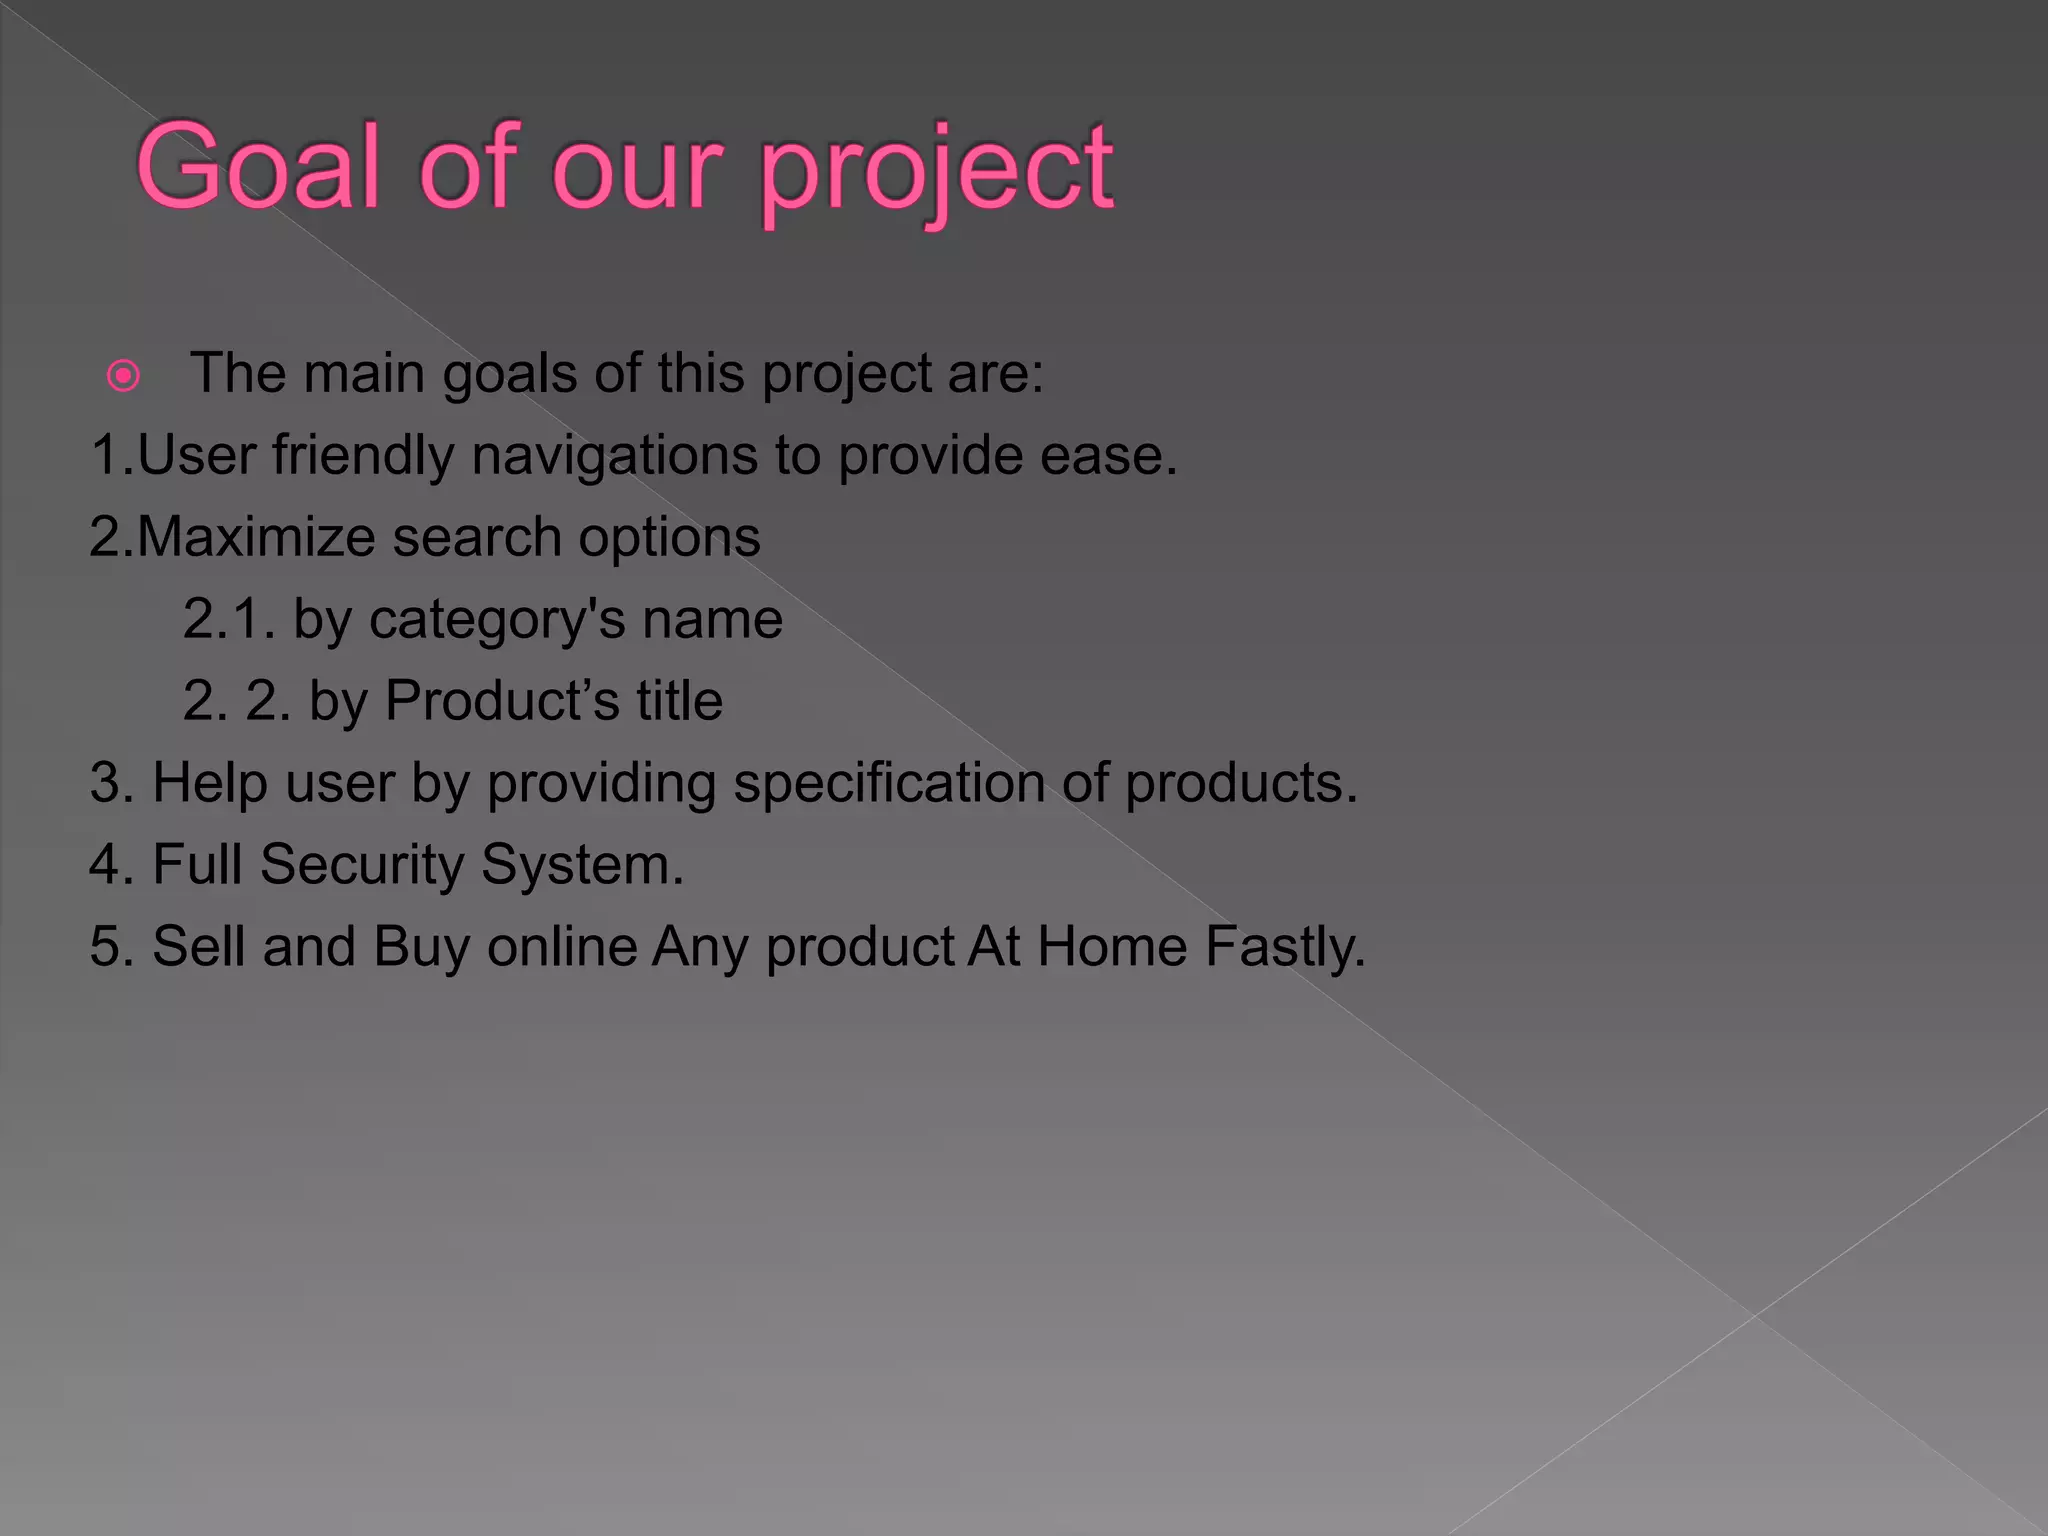 Goal of our project
The main goals of this project are:
1.User friendly navigations to provide ease.
2.Maximize search options
2.1. by category's name
2. 2. by Product’s title
3. Help user by providing specification of products.
4. Full Security System.
5. Sell and Buy online Any product At Home Fastly.